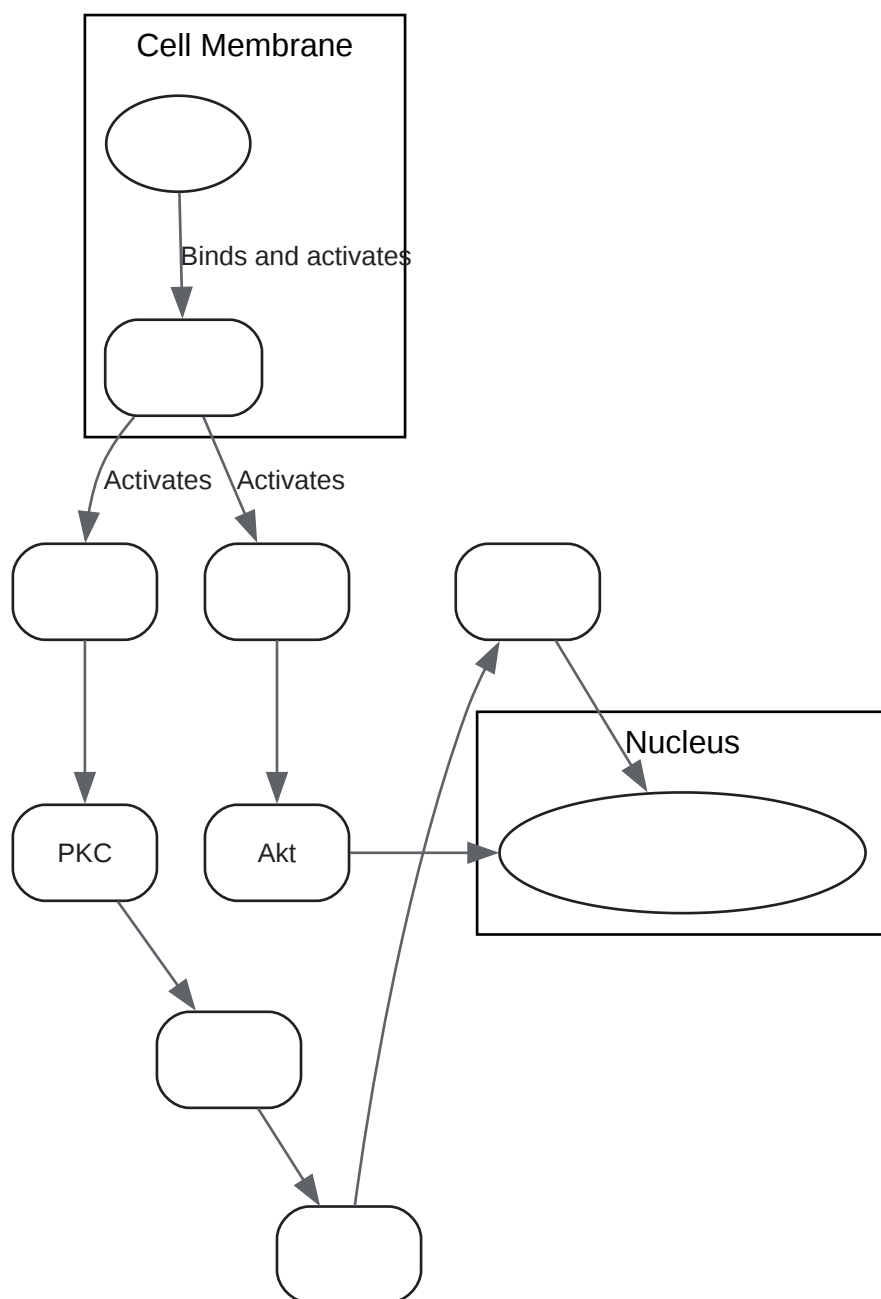 Cell Membrane
Binds and activates
Activates
Activates
Nucleus
PKC
Akt